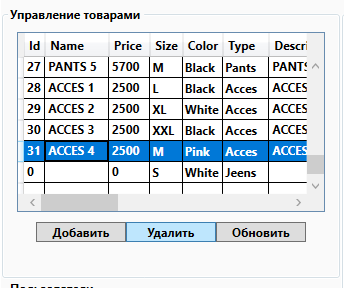 Управление товарами
Id Name Price Size Color Type Descri
27 PANTS 5 5700 M Black Pants PANTS
28 ACCES 1 2500 L Black Acces ACCES
29 ACCES 2 2500 XL White Acces ACCES
30 ACCES 3 2500 XXL Black Acces ACCES
31 ACCES 4 2500 M Pink Acces ACCES
0 0 S White Jeens
Добавить Удалить Обновить
Пользователи